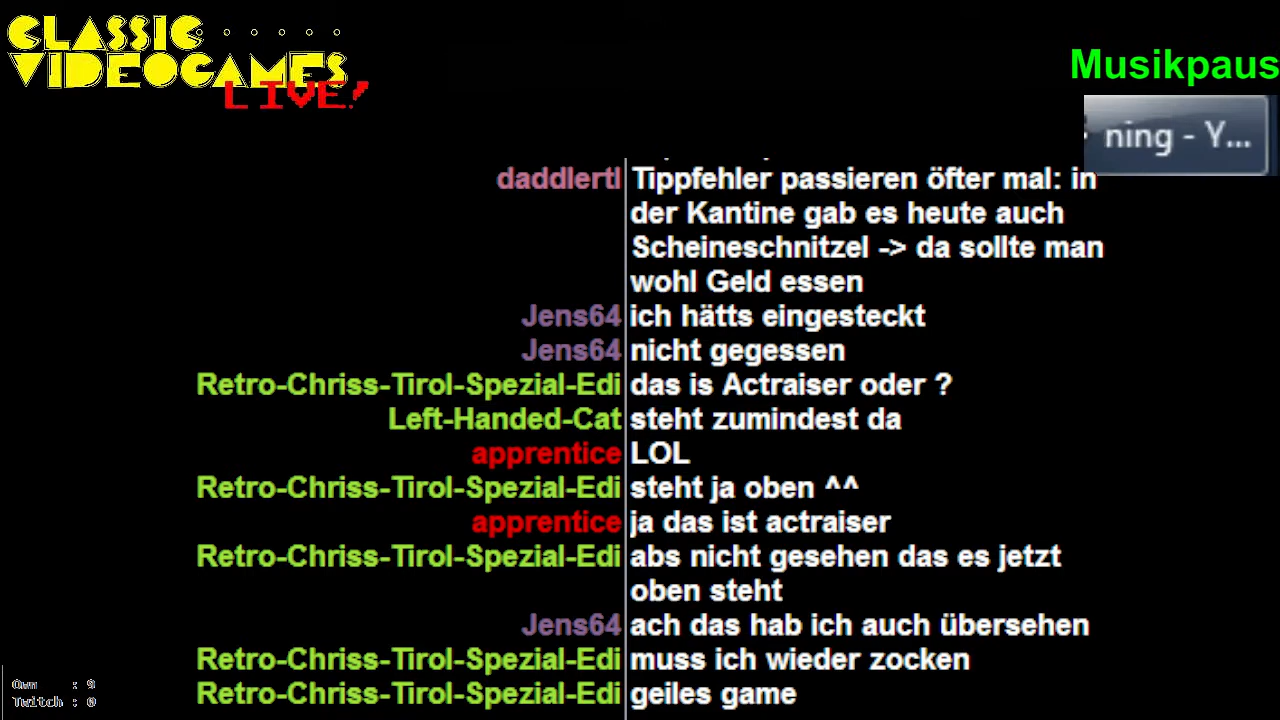 CLASSIC
VIDEOGAMES
LIVE!
Musikpaus
ning - Y...
daddlertl Tippfehler passieren öfter mal: in
der Kantine gab es heute auch
Scheineschnitzel -> da sollte man
wohl Geld essen
Jens64 ich hätts eingesteckt
Jens64 nicht gegessen
Retro-Chriss-Tirol-Spezial-Edi das is Actraiser oder ?
Left-Handed-Cat steht zumindest da
apprentice LOL
Retro-Chriss-Tirol-Spezial-Edi steht ja oben ^^
apprentice ja das ist actraiser
Retro-Chriss-Tirol-Spezial-Edi abs nicht gesehen das es jetzt
oben steht
Jens64 ach das hab ich auch übersehen
Retro-Chriss-Tirol-Spezial-Edi muss ich wieder zocken
Retro-Chriss-Tirol-Spezial-Edi geiles game
Own : 9
Twitch : 0